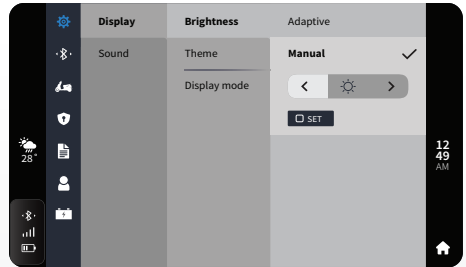 Display
Brightness
Adaptive
Sound
Theme
Manual
Display mode
SET
28°
12
49
AM